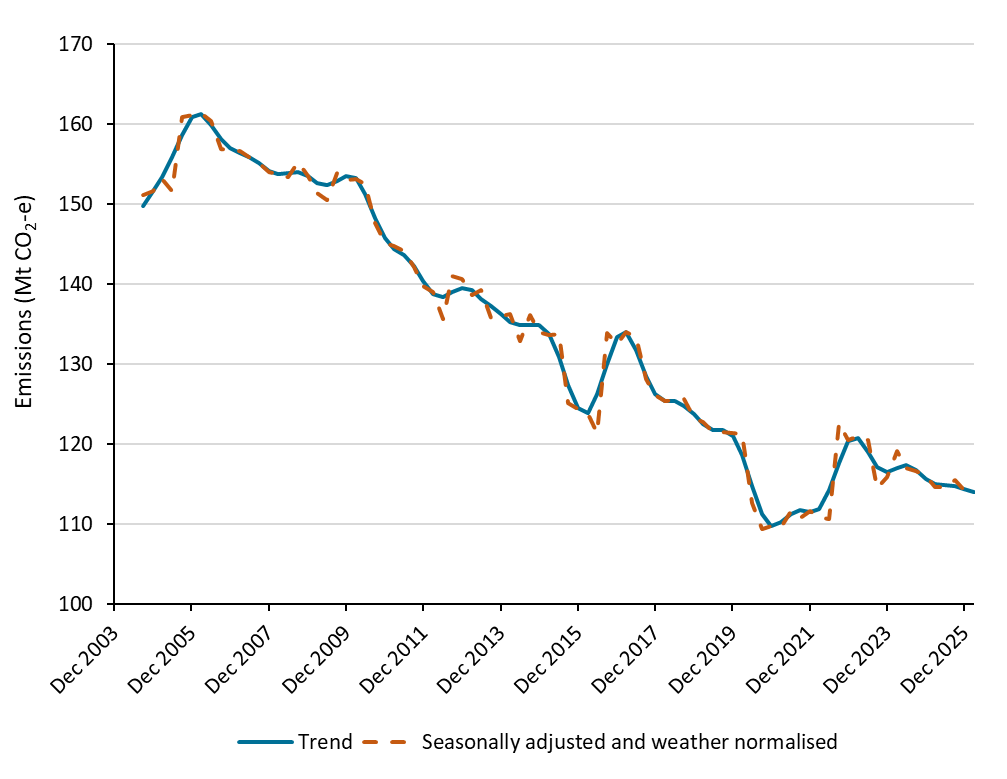 170
160
150
140
130
120
110
100
Emissions (Mt CO₂-e)
Dec 2003
Dec 2005
Dec 2007
Dec 2009
Dec 2011
Dec 2013
Dec 2015
Dec 2017
Dec 2019
Dec 2021
Dec 2023
Dec 2025
Trend
Seasonally adjusted and weather normalised